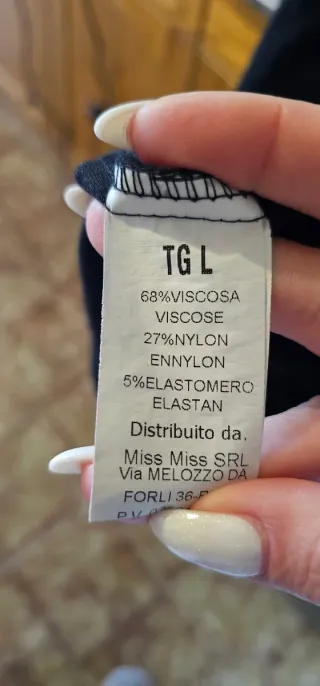 TG L
68%VISCOSA
VISCOSE
27%NYLON
ENNYLON
5%ELASTOMERO
ELASTAN
Distribuito da.
Miss Miss SRL
Via MELOZZO DA
FORLI 36-
P.V.